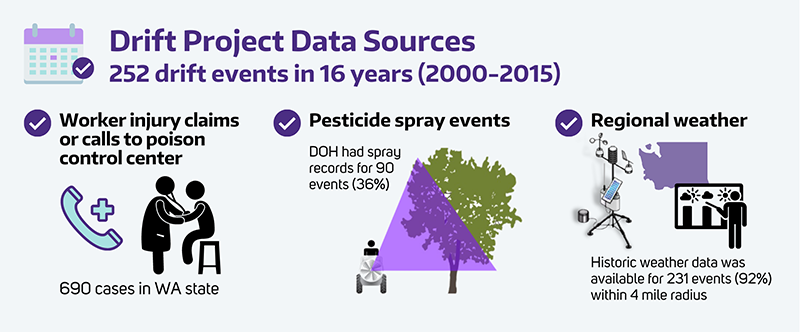 Drift Project Data Sources
252 drift events in 16 years (2000-2015)
Worker injury claims
or calls to poison
control center
690 cases in WA state
Pesticide spray events
DOH had spray
records for 90
events (36%)
Regional weather
Historic weather data was
available for 231 events (92%)
within 4 mile radius